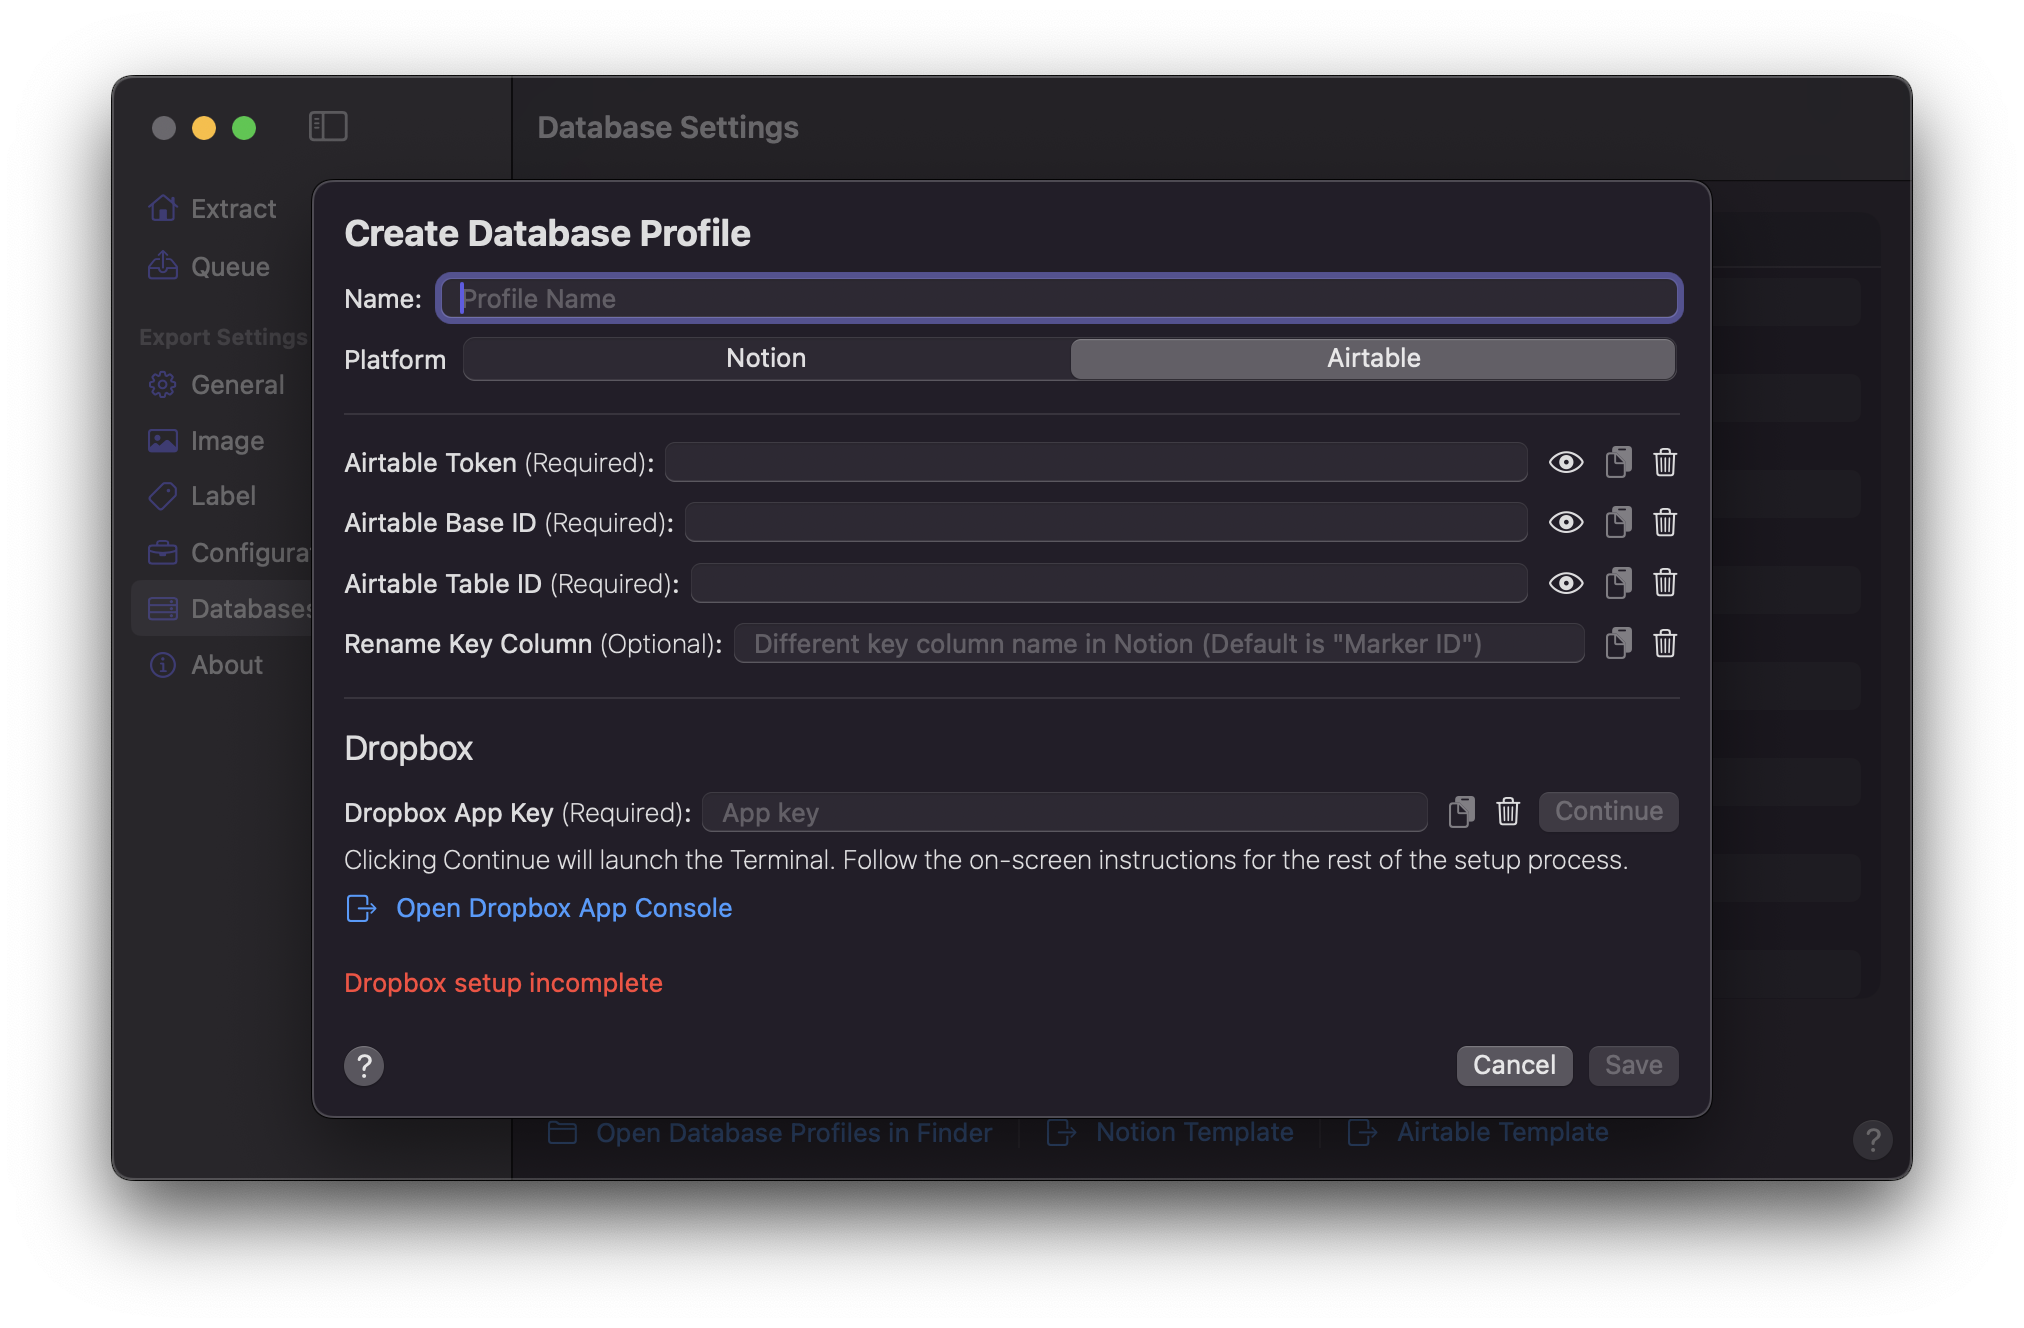 Database Settings
Extract
Queue
Export Settings
General
Image
Label
Configura
Databases
About
Create Database Profile
Name: Profile Name
Platform Notion Airtable
Airtable Token (Required):
Airtable Base ID (Required):
Airtable Table ID (Required):
Rename Key Column (Optional): Different key column name in Notion (Default is "Marker ID")
Dropbox
Dropbox App Key (Required): App key Continue
Clicking Continue will launch the Terminal. Follow the on-screen instructions for the rest of the setup process.
Open Dropbox App Console
Dropbox setup incomplete
? Cancel Save
Open Database Profiles in Finder Notion Template Airtable Template ?